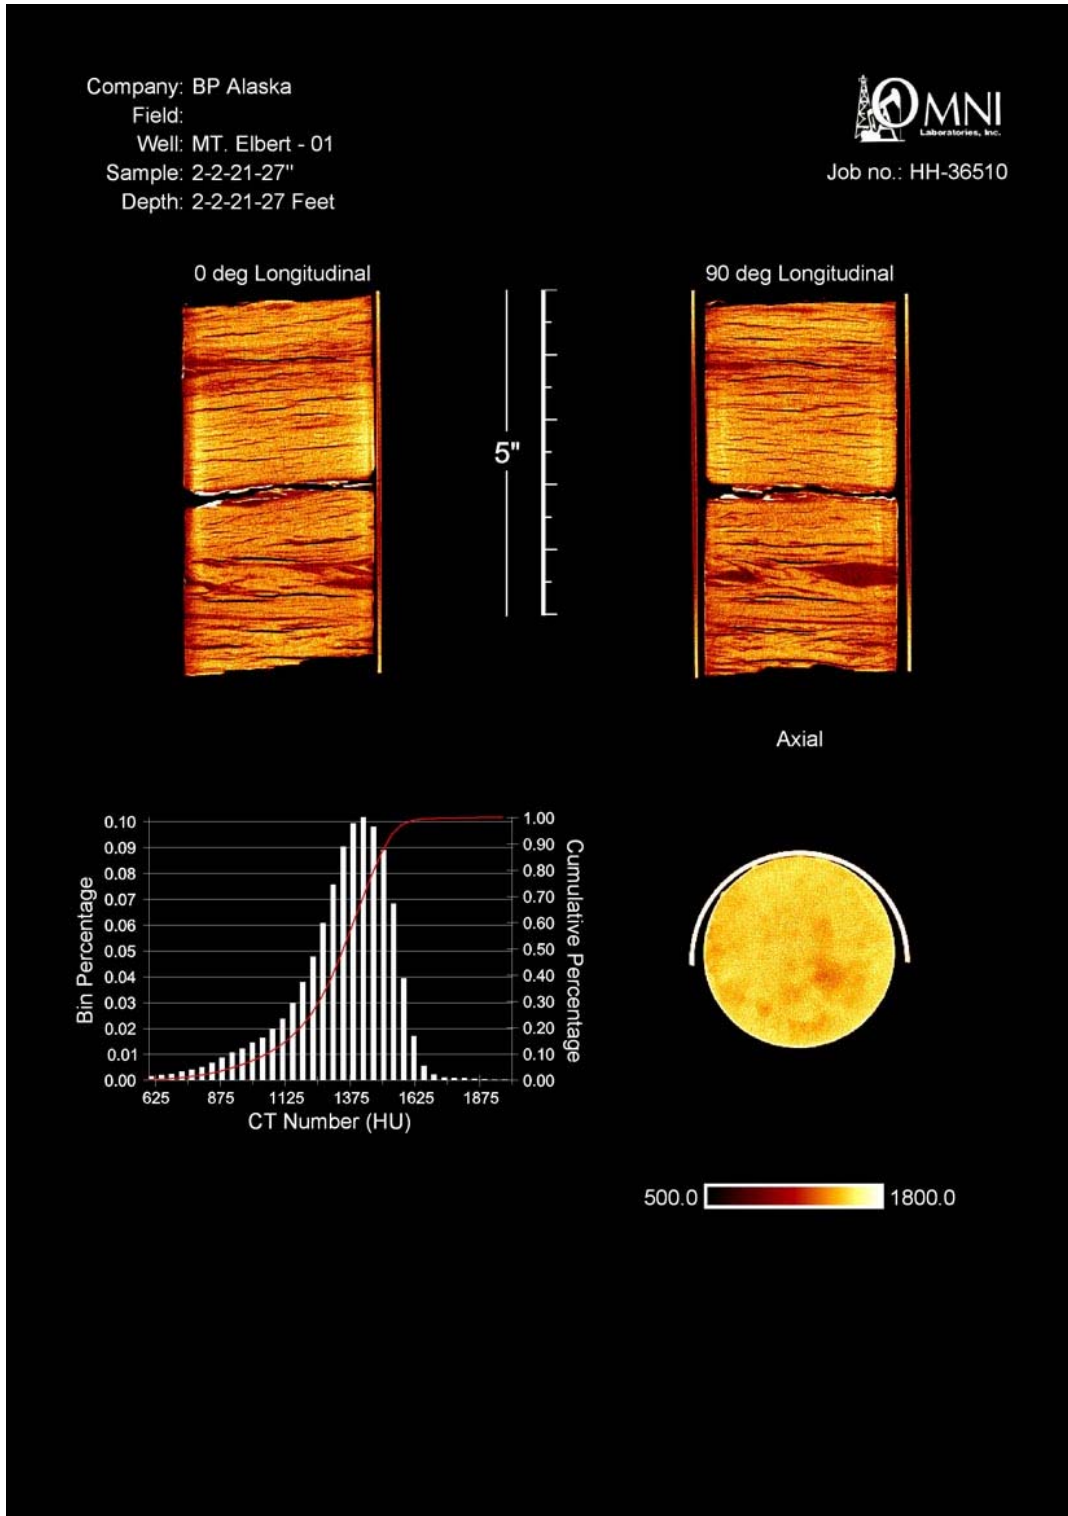 Company: BP Alaska
Field:
Well: MT. Elbert - 01
Sample: 2-2-21-27"
Depth: 2-2-21-27 Feet
OMNI
Laboratories, Inc.
Job no.: HH-36510
0 deg Longitudinal
90 deg Longitudinal
5"
Axial
0.10
0.09
0.08
0.07
0.06
0.05
0.04
0.03
0.02
0.01
0.00
Bin Percentage
1.00
0.90
0.80
0.70
0.60
0.50
0.40
0.30
0.20
0.10
0.00
Cumulative Percentage
625 875 1125 1375 1625 1875
CT Number (HU)
500.0 1800.0